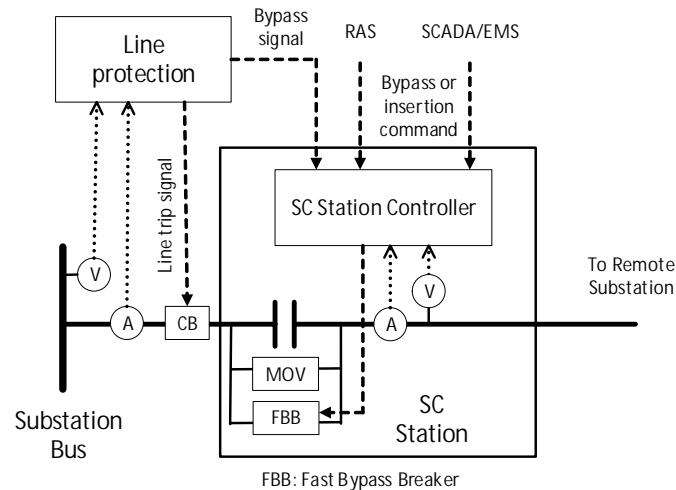 Line
protection
Bypass
signal
RAS
SCADA/EMS
Bypass or
insertion
command
Line trip signal
SC Station Controller
V
A
CB
MOV
FBB
A
V
To Remote
Substation
SC
Station
Substation
Bus
FBB: Fast Bypass Breaker